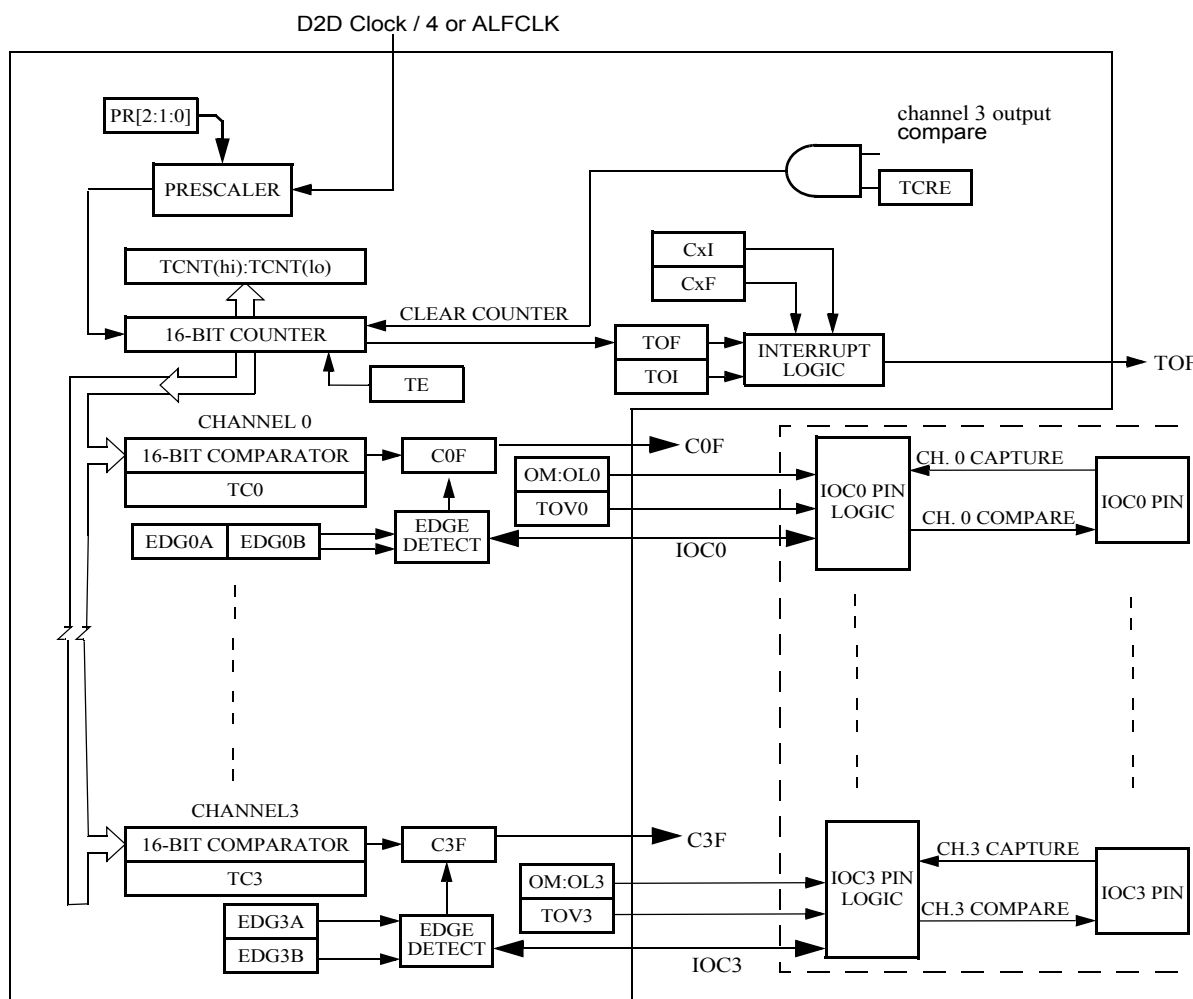 D2D Clock / 4 or ALFCLK
PR[2:1:0]
channel 3 output
compare
PRESCALER
TCRE
CxI
TCNT(hi):TCNT(lo)
CxF
CLEAR COUNTER
16-BIT COUNTER
TOF
INTERRUPT
LOGIC
TOF
TOI
TE
CHANNEL 0
16-BIT COMPARATOR
C0F
C0F
TC0
OM:OL0
TOV0
IOC0 PIN
LOGIC
CH. 0 CAPTURE
IOC0 PIN
CH. 0 COMPARE
EDG0A
EDG0B
EDGE
DETECT
IOC0
CHANNEL3
16-BIT COMPARATOR
C3F
C3F
TC3
OM:OL3
TOV3
IOC3 PIN
LOGIC
CH.3 CAPTURE
IOC3 PIN
CH.3 COMPARE
EDG3A
EDG3B
EDGE
DETECT
IOC3